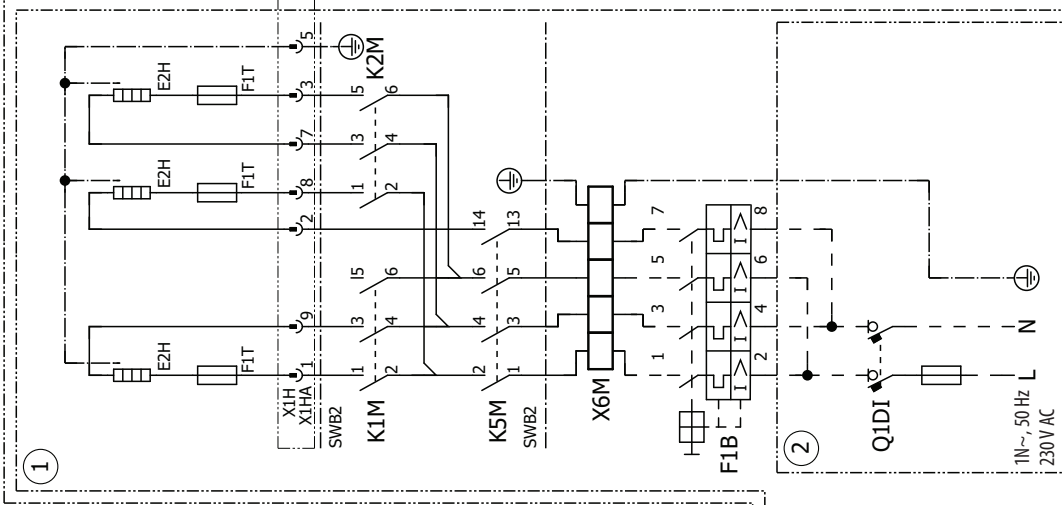 1
E2H
F1T
E2H
F1T
E2H
F1T
X1H
X1HA
1
9
2
8
7
3
5
SWB2
K1M
1
2
3
4
I5
6
K2M
1
2
3
4
5
6
K5M
2
1
4
3
6
5
14
13
SWB2
X6M
F1B
1
3
5
7
I
I
I
I
2
4
6
8
2
Q1DI
1N~, 50 Hz
230 V AC
L
N